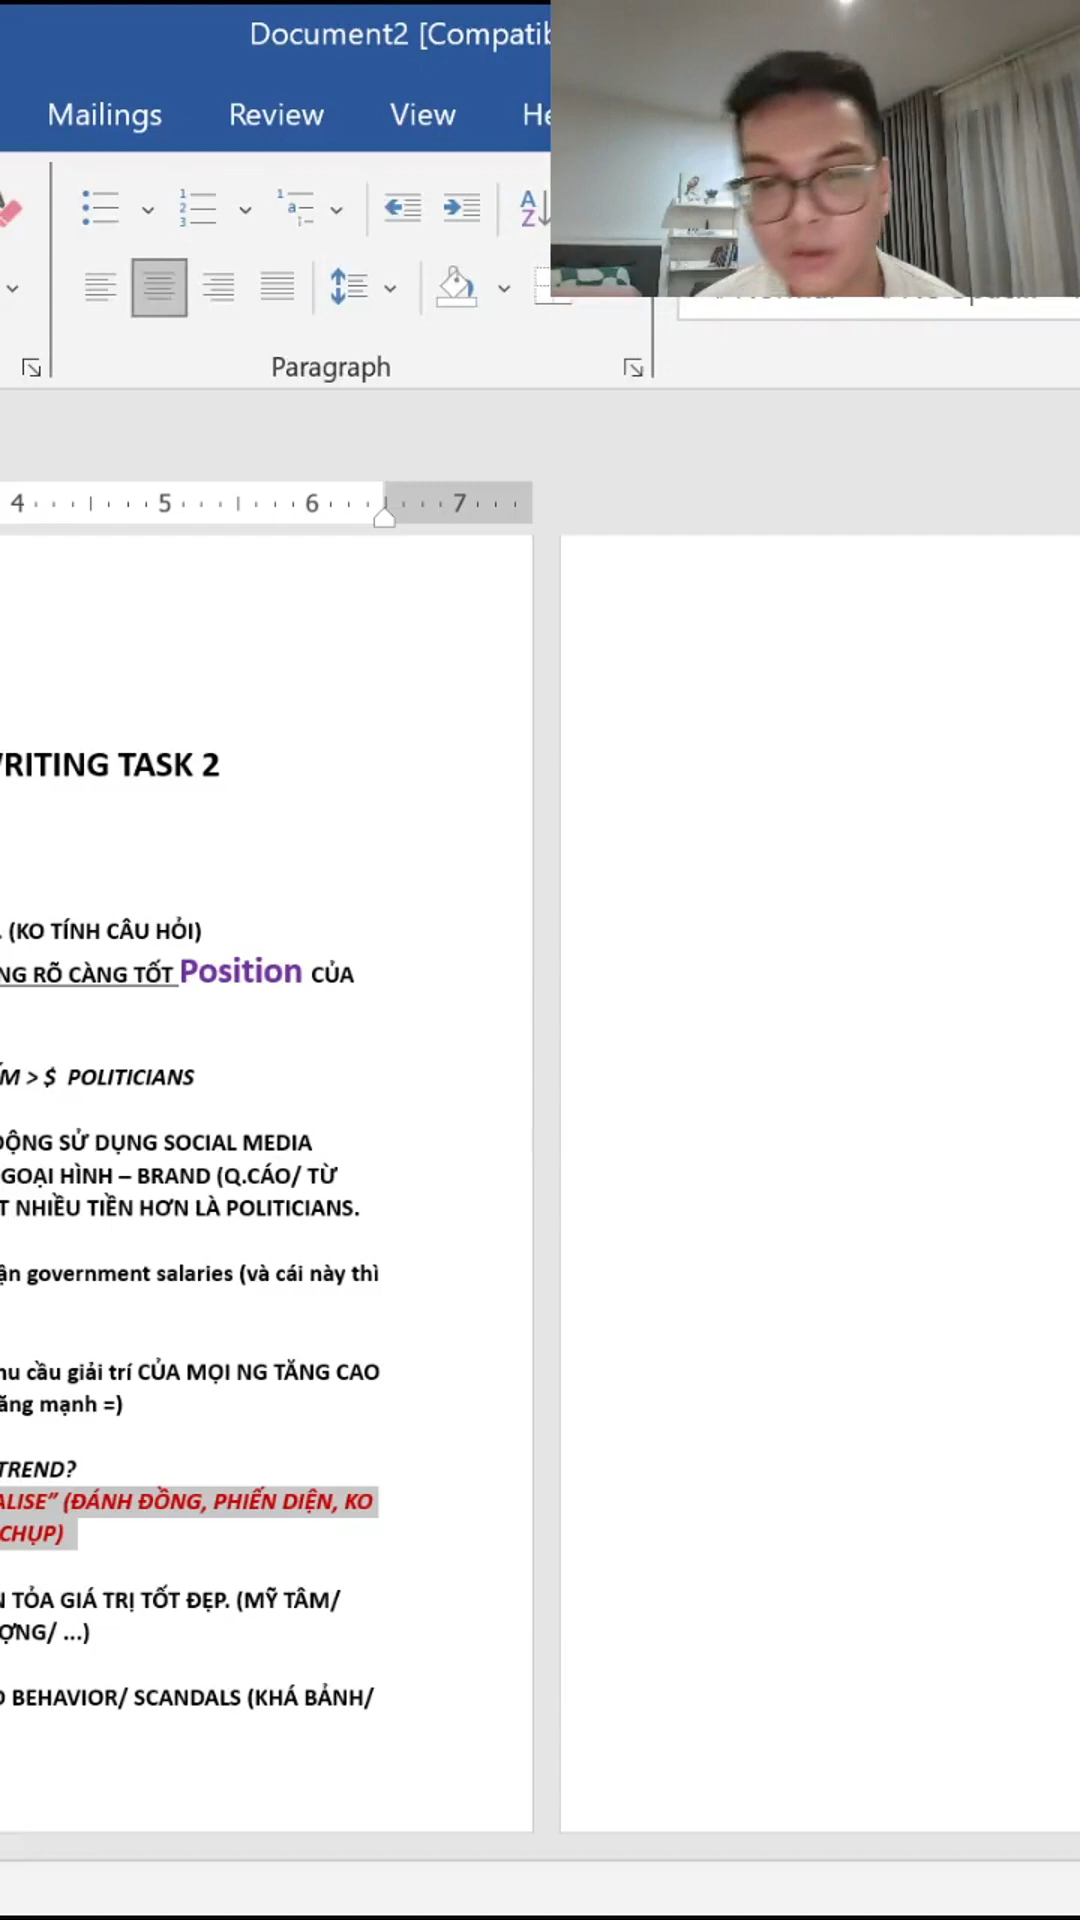 Document2 [Compatib
Mailings Review View He
Paragraph
4 5 6 7
WRITING TASK 2
. (KO TÍNH CÂU HỎI)
NG RÕ CÀNG TỐT Position CỦA
ẾM > $ POLITICIANS
ĐỘNG SỬ DỤNG SOCIAL MEDIA
GOẠI HÌNH – BRAND (Q.CÁO/ TỪ
T NHIỀU TIỀN HƠN LÀ POLITICIANS.
ận government salaries (và cái này thì
hu cầu giải trí CỦA MỌI NG TĂNG CAO
ăng mạnh =)
TREND?
ALISE” (ĐÁNH ĐỒNG, PHIẾN DIỆN, KO
CHỤP)
N TỎA GIÁ TRỊ TỐT ĐẸP. (MỸ TÂM/
ỢNG/ ...)
D BEHAVIOR/ SCANDALS (KHÁ BẢNH/